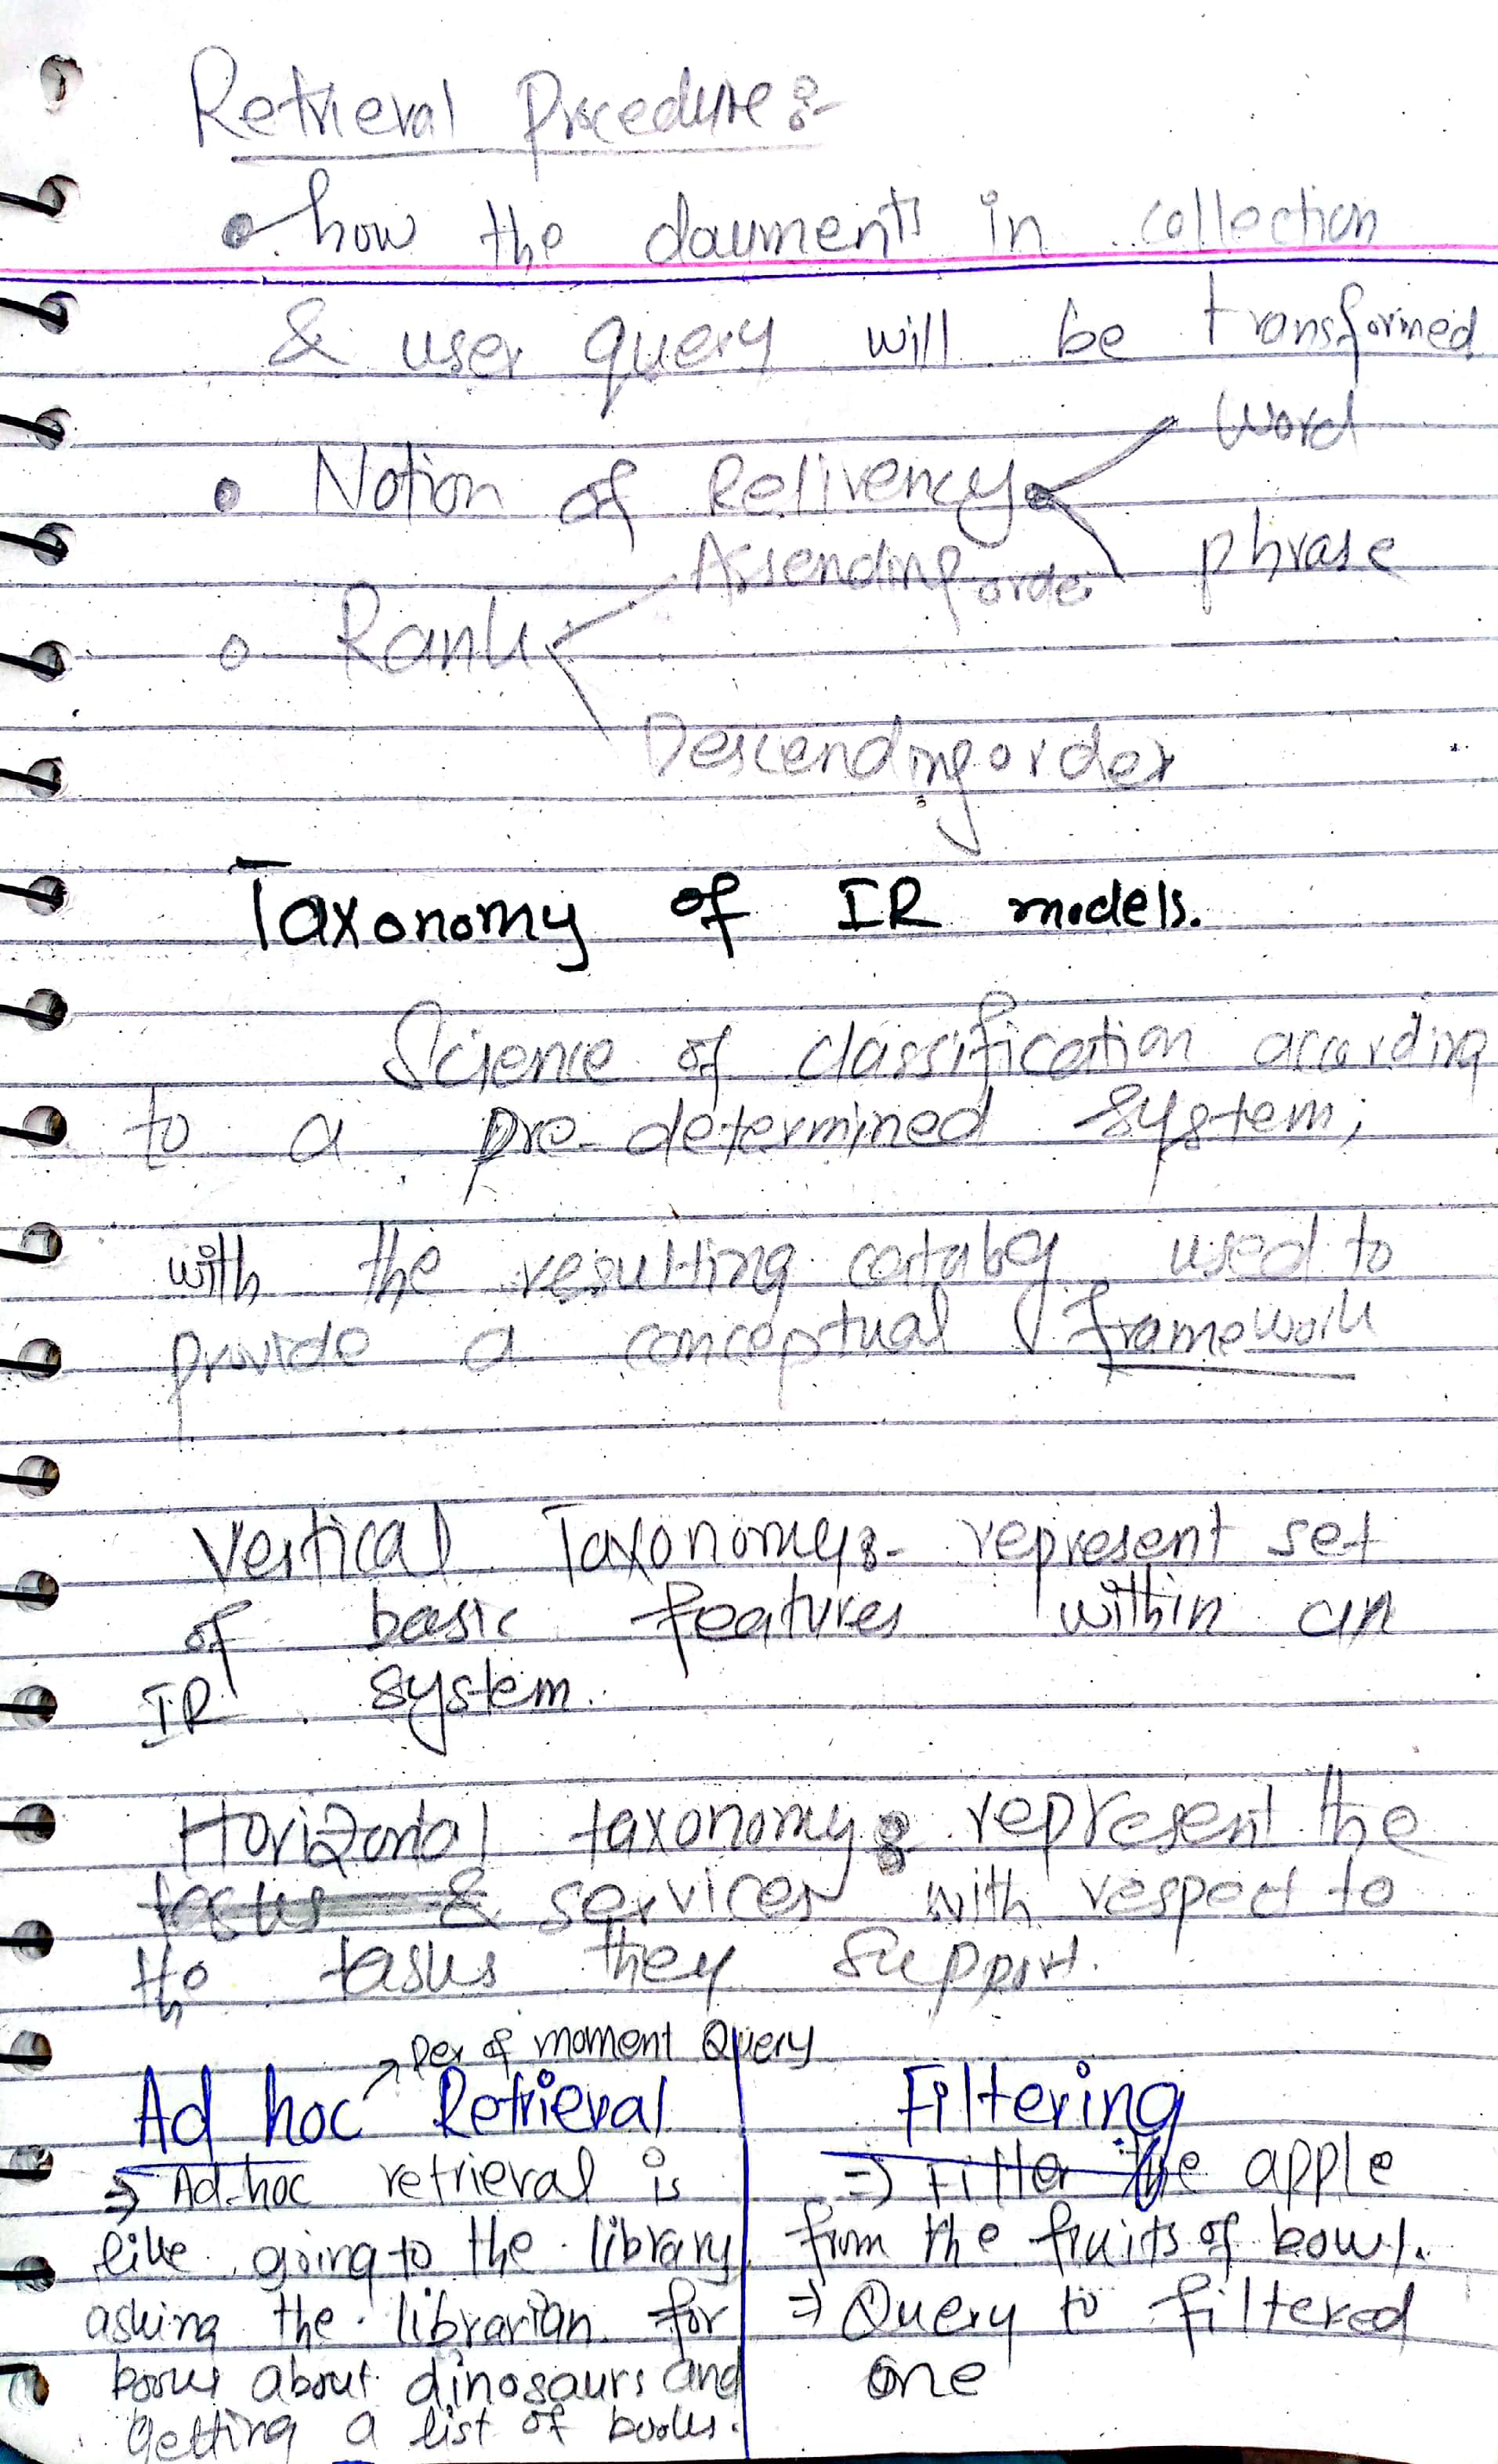 Retrieval Procedure:-
• how the dauments in collection
& user query will be transformed
Word
• Notion of Relivency
phrase
Assending order
• Rank
Descending order
Taxonomy of IR models.
Science of classification according
to a pre-determined system,
with the resulting catalog used to
provide a conceptual framework
Vertical Taxonomy:- represent set
of basic features within an
IR system.
Horizontal taxonomy: represent the
& services with respect to
the tasks they support.
of moment Query
Ad hoc Retrieval
⇒ Ad-hoc retrieval is
like going to the library
asking the librarian for
books about dinosaurs and
getting a list of books.
Filtering
⇒ Filter the apple
from the fruits of bowl.
⇒ Query to filtered
one